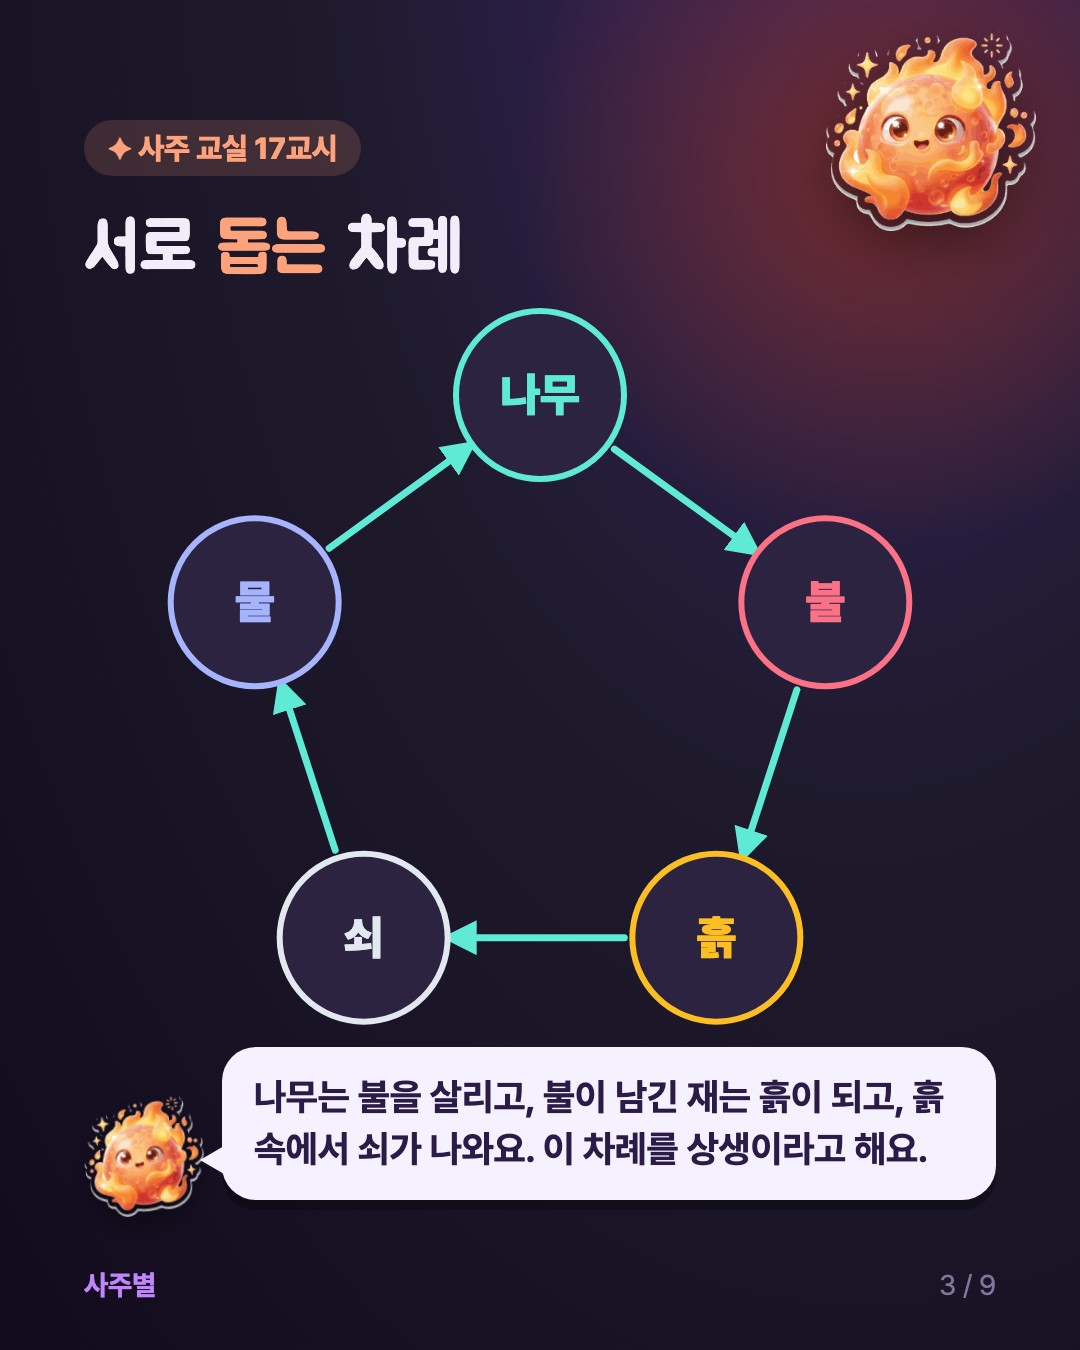 ✦ 사주 교실 17교시
서로 돕는 차례
나무
물
불
쇠
흙
나무는 불을 살리고, 불이 남긴 재는 흙이 되고, 흙
속에서 쇠가 나와요. 이 차례를 상생이라고 해요.
사주별
3 / 9